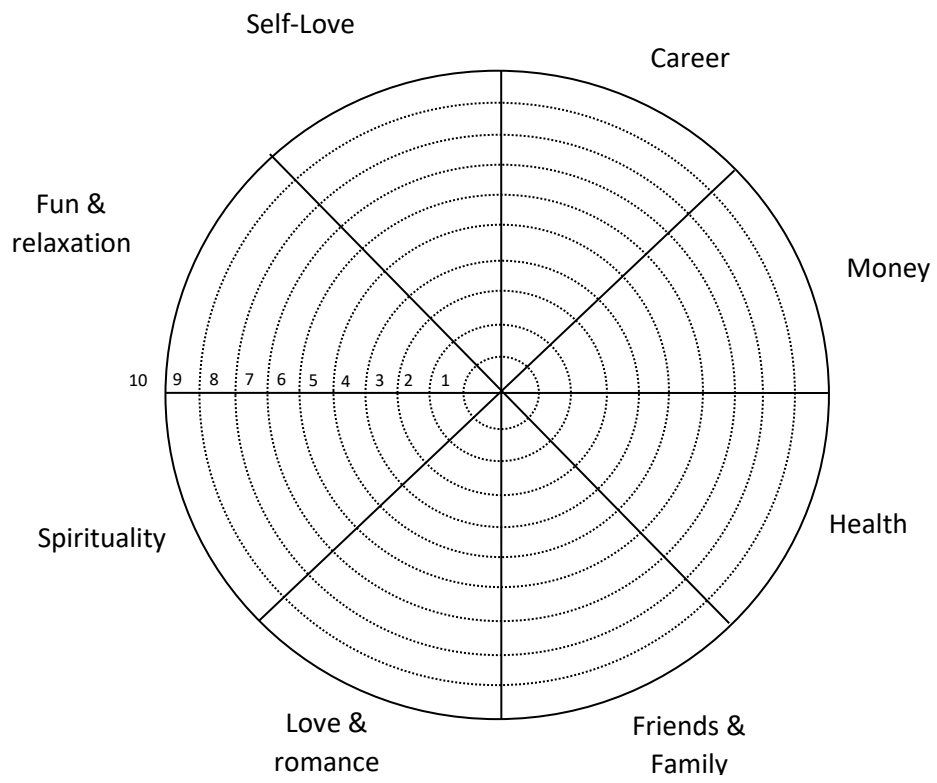 Self-Love
Career
Fun &
relaxation
Money
10 9 8 7 6 5 4 3 2 1
Spirituality
Health
Love &
romance
Friends &
Family